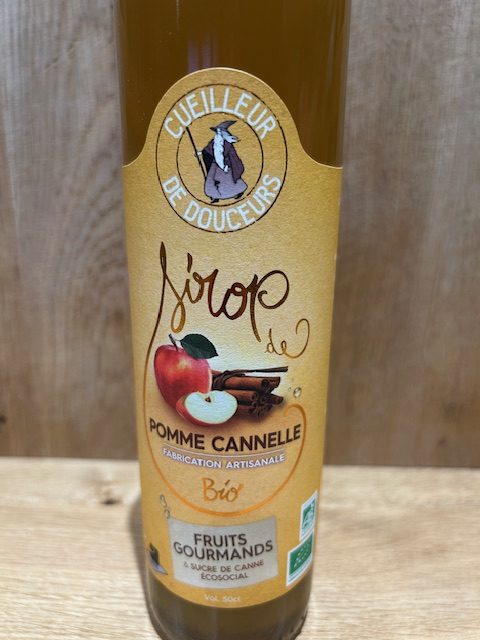 CUEILLEUR
DE DOUCEURS
Sirop
de
POMME CANNELLE
FABRICATION ARTISANALE
Bio
FRUITS
GOURMANDS
& SUCRE DE CANNE
ÉCOSOCIAL
Vol. 50cl